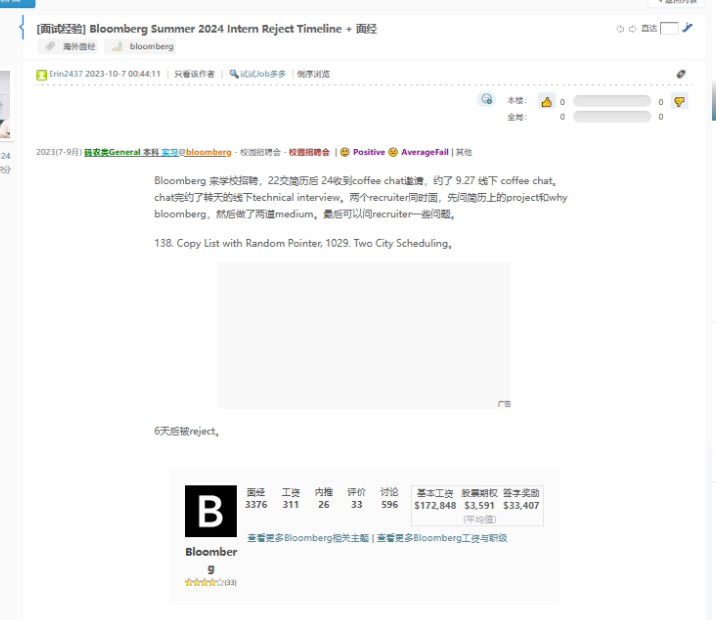 [面试经验] Bloomberg Summer 2024 Intern Reject Timeline + 面经
直达
海外面经 bloomberg
Erin2437 2023-10-7 00:44:11 | 只看该作者 | 试试Job多多 | 倒序浏览
本楼: 0 0
全局: 0 0
24
2023(7-9月) 码农类General 本科 实习@bloomberg - 校园招聘会 - 校园招聘会 | Positive AverageFail | 其他
Bloomberg 来学校招聘，22交简历后 24收到coffee chat邀请，约了 9.27 线下 coffee chat。
chat完约了转天的线下technical interview。两个recruiter同时面，先问简历上的project和why
bloomberg，然后做了两道medium。最后可以问recruiter一些问题。
138. Copy List with Random Pointer, 1029. Two City Scheduling。
广告
6天后被reject。
B
面经 工资 内推 评价 讨论 基本工资 股票期权 签字奖励
3376 311 26 33 596 $172,848 $3,591 $33,407
(平均值)
查看更多Bloomberg相关主题 | 查看更多Bloomberg工资与职级
Bloomber
g
(33)